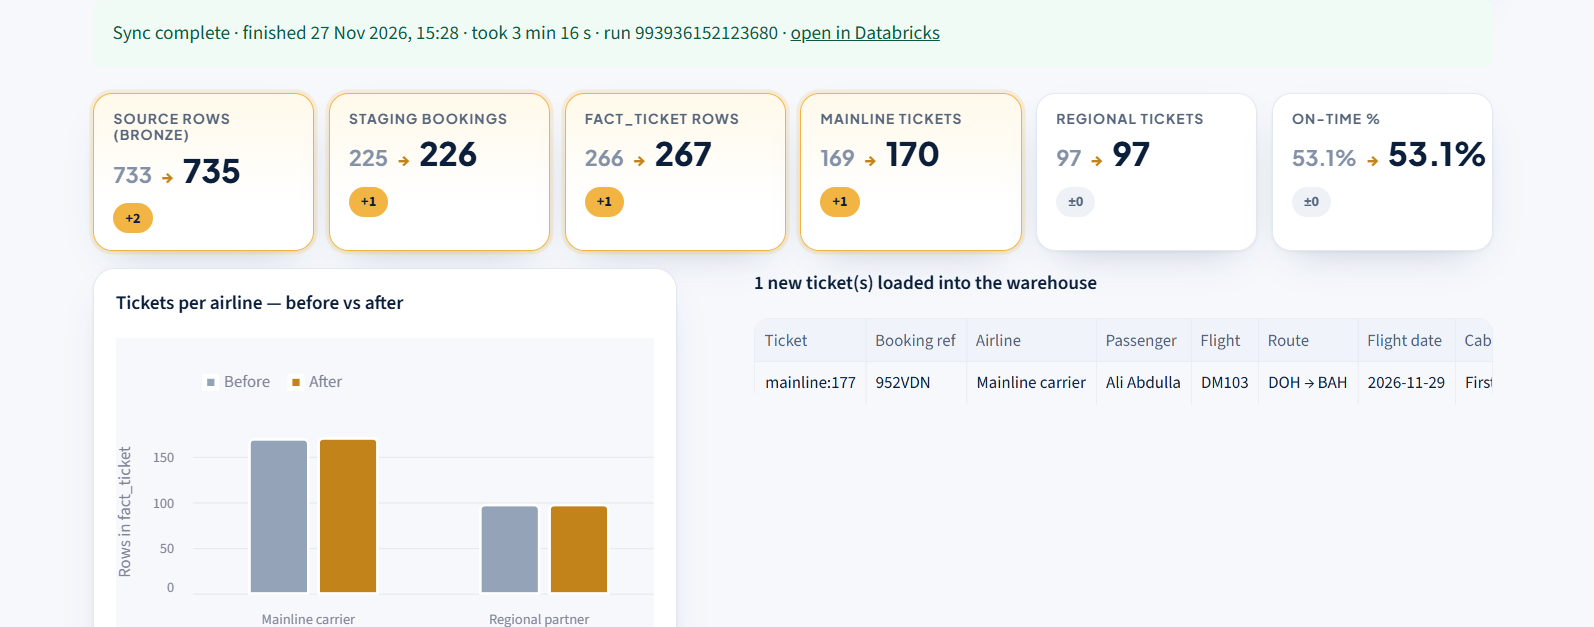 Sync complete · finished 27 Nov 2026, 15:28 · took 3 min 16 s · run 993936152123680 · open in Databricks
SOURCE ROWS
(BRONZE)
733 → 735
+2
STAGING BOOKINGS
225 → 226
+1
FACT_TICKET ROWS
266 → 267
+1
MAINLINE TICKETS
169 → 170
+1
REGIONAL TICKETS
97 → 97
±0
ON-TIME %
53.1% → 53.1%
±0
Tickets per airline — before vs after
Before After
Rows in fact_ticket
150
100
50
0
Mainline carrier Regional partner
1 new ticket(s) loaded into the warehouse
Ticket Booking ref Airline Passenger Flight Route Flight date Cab
mainline:177 952VDN Mainline carrier Ali Abdulla DM103 DOH → BAH 2026-11-29 First